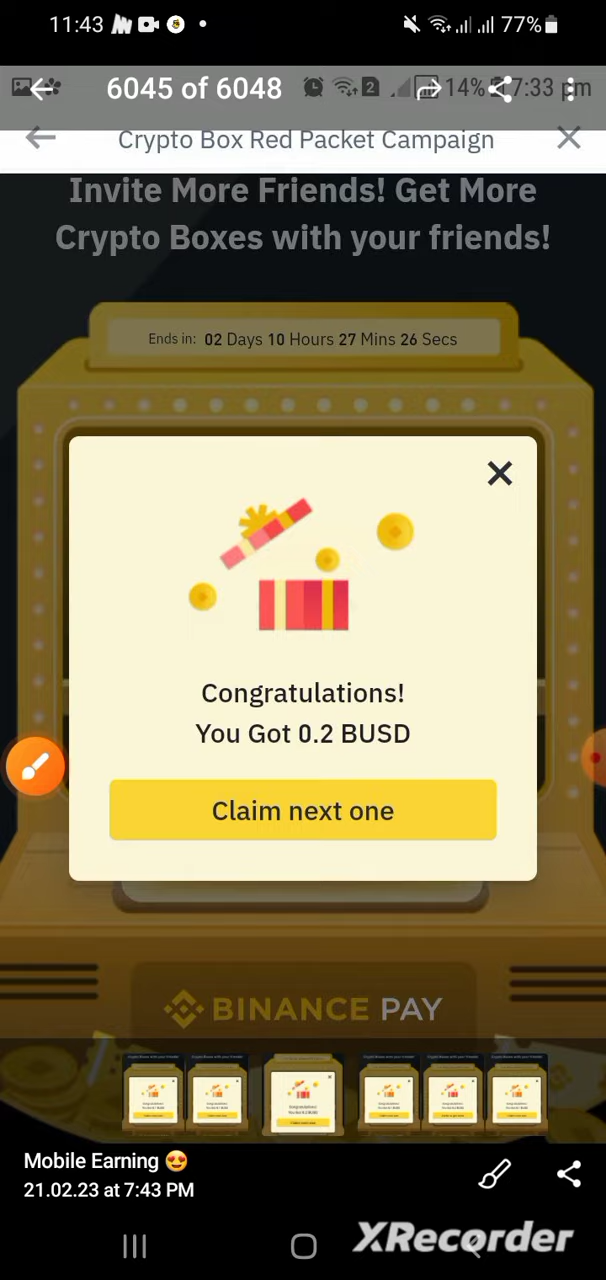 11:43 77%
6045 of 6048 2 14% 7:33 pm
Crypto Box Red Packet Campaign
Invite More Friends! Get More
Crypto Boxes with your friends!
Ends in: 02 Days 10 Hours 27 Mins 26 Secs
Congratulations!
You Got 0.2 BUSD
Claim next one
BINANCE PAY
Mobile Earning 😍
21.02.23 at 7:43 PM
XRecorder